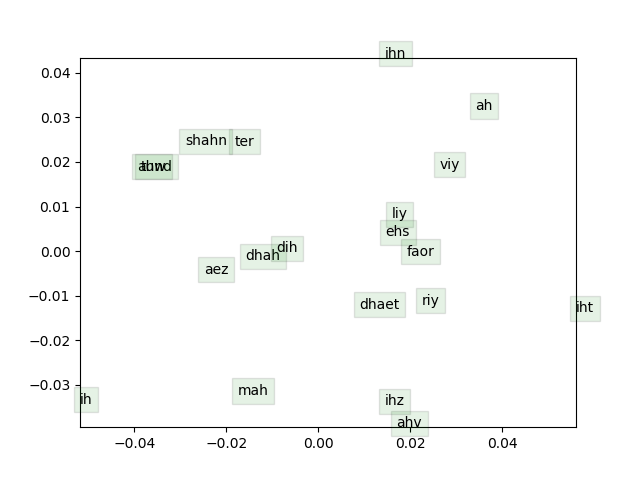 ihn
0.04
ah
0.03
shahn ter
0.02
viy
0.01
liy
ehs
dih
0.00
dhah
faor
aez
−0.01
dhaet
riy
iht
−0.02
−0.03
mah
ih
ihz
ahv
−0.04 −0.02 0.00 0.02 0.04